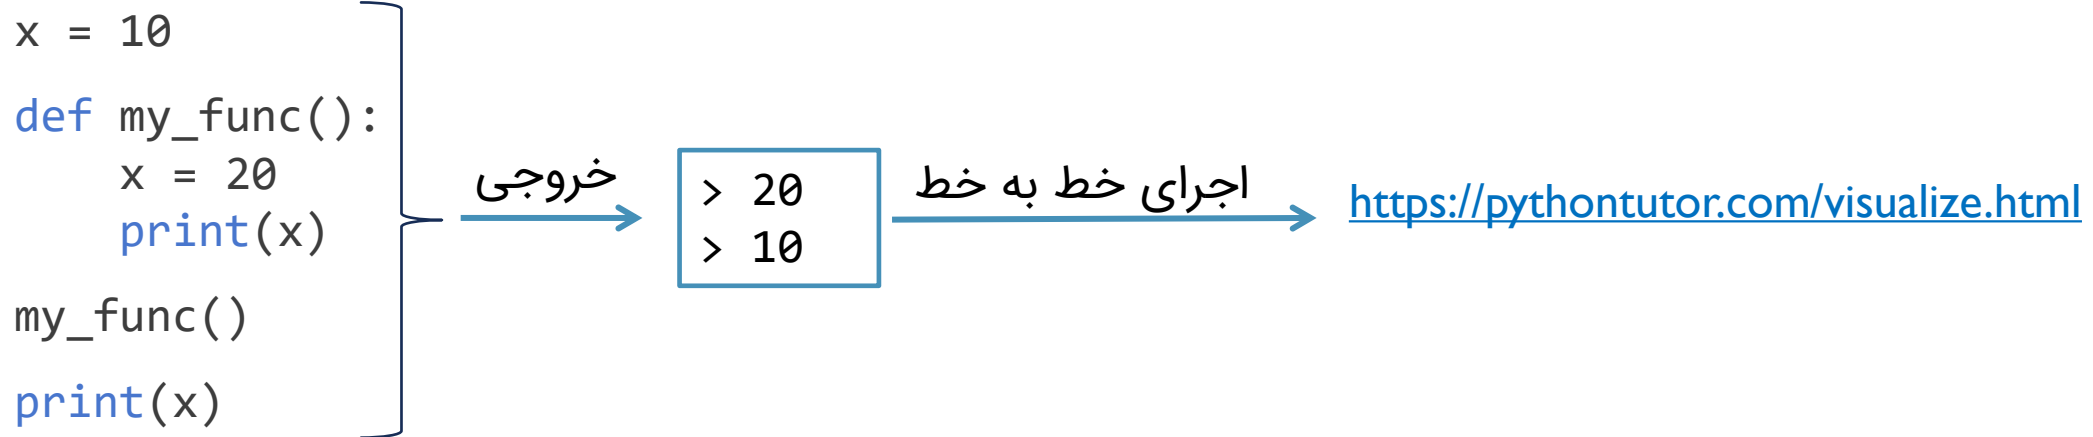 x = 10
def my_func():
    x = 20
    print(x)
my_func()
print(x)
خروجی
> 20
> 10
اجرای خط به خط
https://pythontutor.com/visualize.html